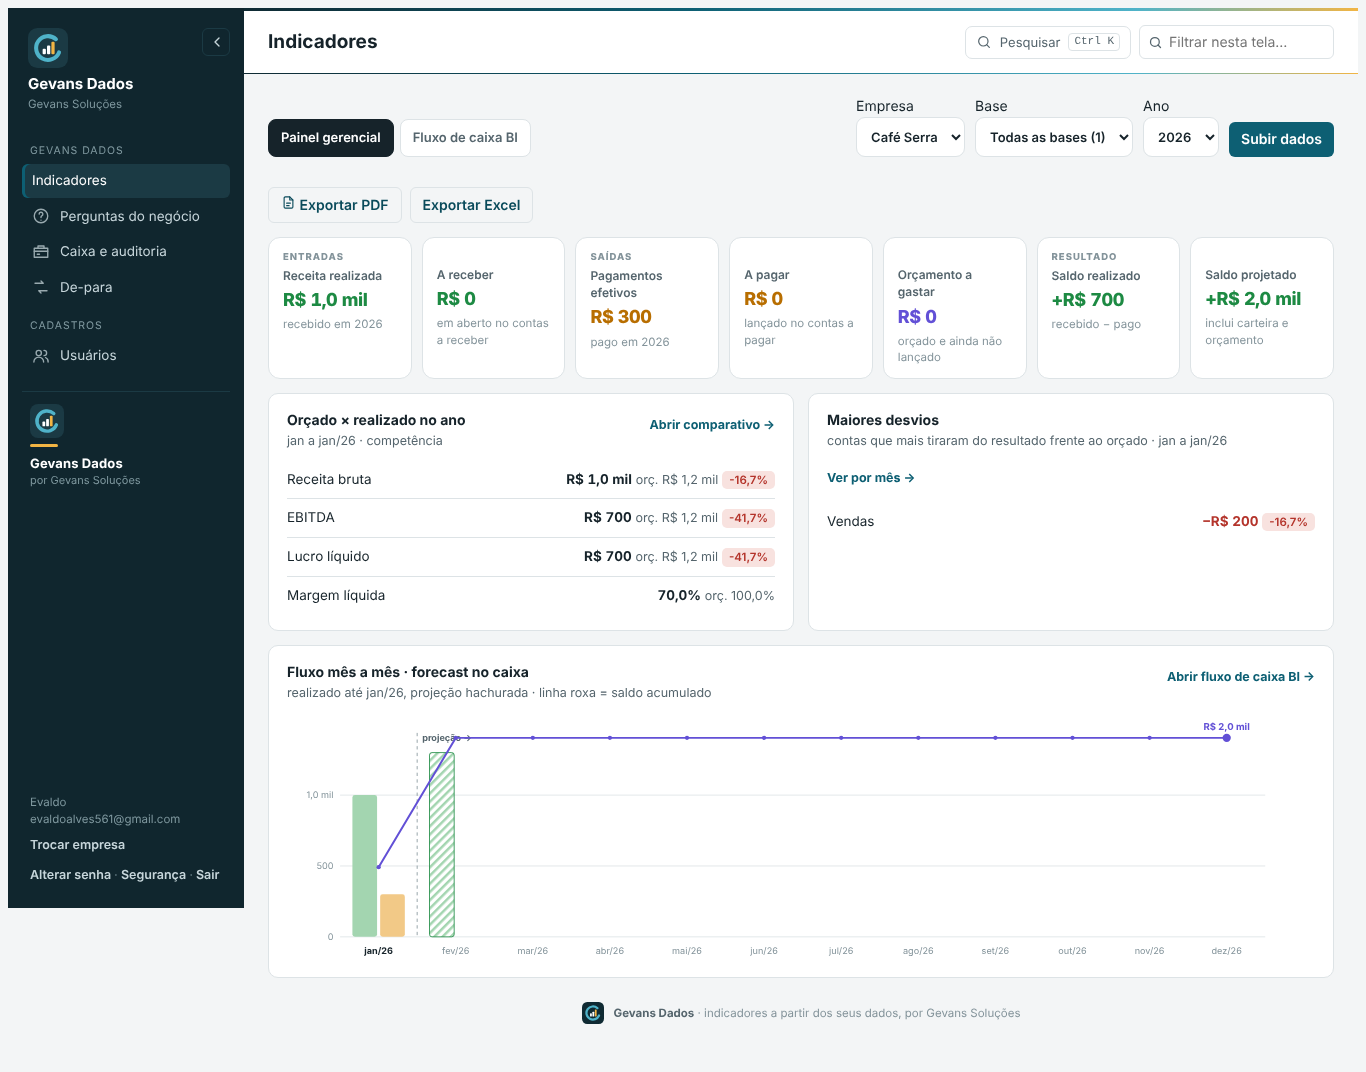 Gevans Dados
Gevans Soluções
GEVANS DADOS
Indicadores
Perguntas do negócio
Caixa e auditoria
De-para
CADASTROS
Usuários
Gevans Dados
por Gevans Soluções
Evaldo
evaldoalves561@gmail.com
Trocar empresa
Alterar senha · Segurança · Sair
Indicadores
Pesquisar Ctrl K
Filtrar nesta tela...
Painel gerencial
Fluxo de caixa BI
Empresa
Café Serra
Base
Todas as bases (1)
Ano
2026
Subir dados
Exportar PDF
Exportar Excel
ENTRADAS
Receita realizada
R$ 1,0 mil
recebido em 2026
A receber
R$ 0
em aberto no contas
a receber
SAÍDAS
Pagamentos
efetivos
R$ 300
pago em 2026
A pagar
R$ 0
lançado no contas a
pagar
Orçamento a
gastar
R$ 0
orçado e ainda não
lançado
RESULTADO
Saldo realizado
+R$ 700
recebido − pago
Saldo projetado
+R$ 2,0 mil
inclui carteira e
orçamento
Orçado × realizado no ano
jan a jan/26 · competência
Abrir comparativo →
Receita bruta R$ 1,0 mil orç. R$ 1,2 mil -16,7%
EBITDA R$ 700 orç. R$ 1,2 mil -41,7%
Lucro líquido R$ 700 orç. R$ 1,2 mil -41,7%
Margem líquida 70,0% orç. 100,0%
Maiores desvios
contas que mais tiraram do resultado frente ao orçado · jan a jan/26
Ver por mês →
Vendas −R$ 200 -16,7%
Fluxo mês a mês · forecast no caixa
realizado até jan/26, projeção hachurada · linha roxa = saldo acumulado
Abrir fluxo de caixa BI →
R$ 2,0 mil
projeção →
1,0 mil
500
0
jan/26 fev/26 mar/26 abr/26 mai/26 jun/26 jul/26 ago/26 set/26 out/26 nov/26 dez/26
Gevans Dados · indicadores a partir dos seus dados, por Gevans Soluções